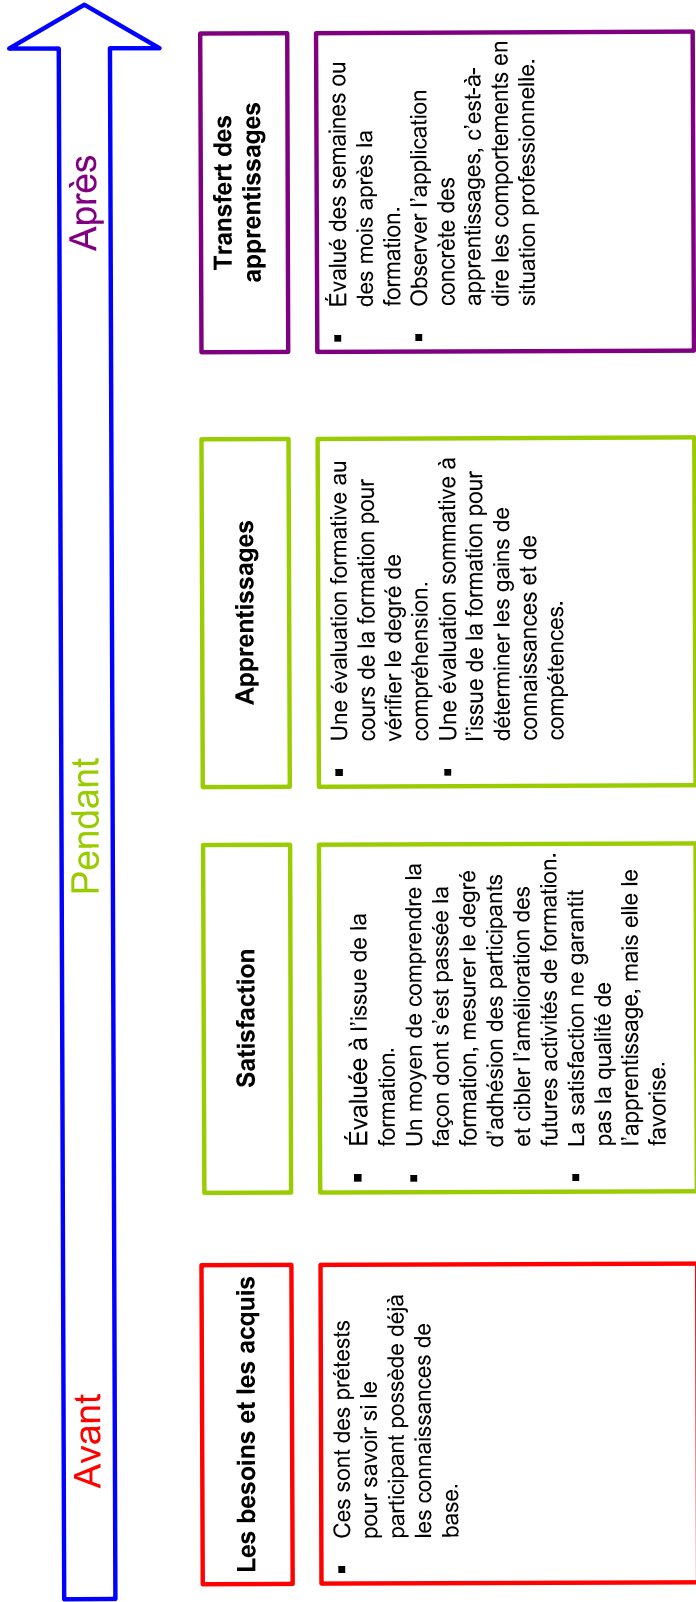 Avant
Pendant
Après
Les besoins et les acquis
▪ Ces sont des prétests
pour savoir si le
participant possède déjà
les connaissances de
base.
Satisfaction
▪ Évaluée à l'issue de la
formation.
▪ Un moyen de comprendre la
façon dont s'est passée la
formation, mesurer le degré
d'adhésion des participants
et cibler l'amélioration des
futures activités de formation.
▪ La satisfaction ne garantit
pas la qualité de
l'apprentissage, mais elle le
favorise.
Apprentissages
▪ Une évaluation formative au
cours de la formation pour
vérifier le degré de
compréhension.
▪ Une évaluation sommative à
l'issue de la formation pour
déterminer les gains de
connaissances et de
compétences.
Transfert des
apprentissages
▪ Évalué des semaines ou
des mois après la
formation.
▪ Observer l'application
concrète des
apprentissages, c'est-à-
dire les comportements en
situation professionnelle.